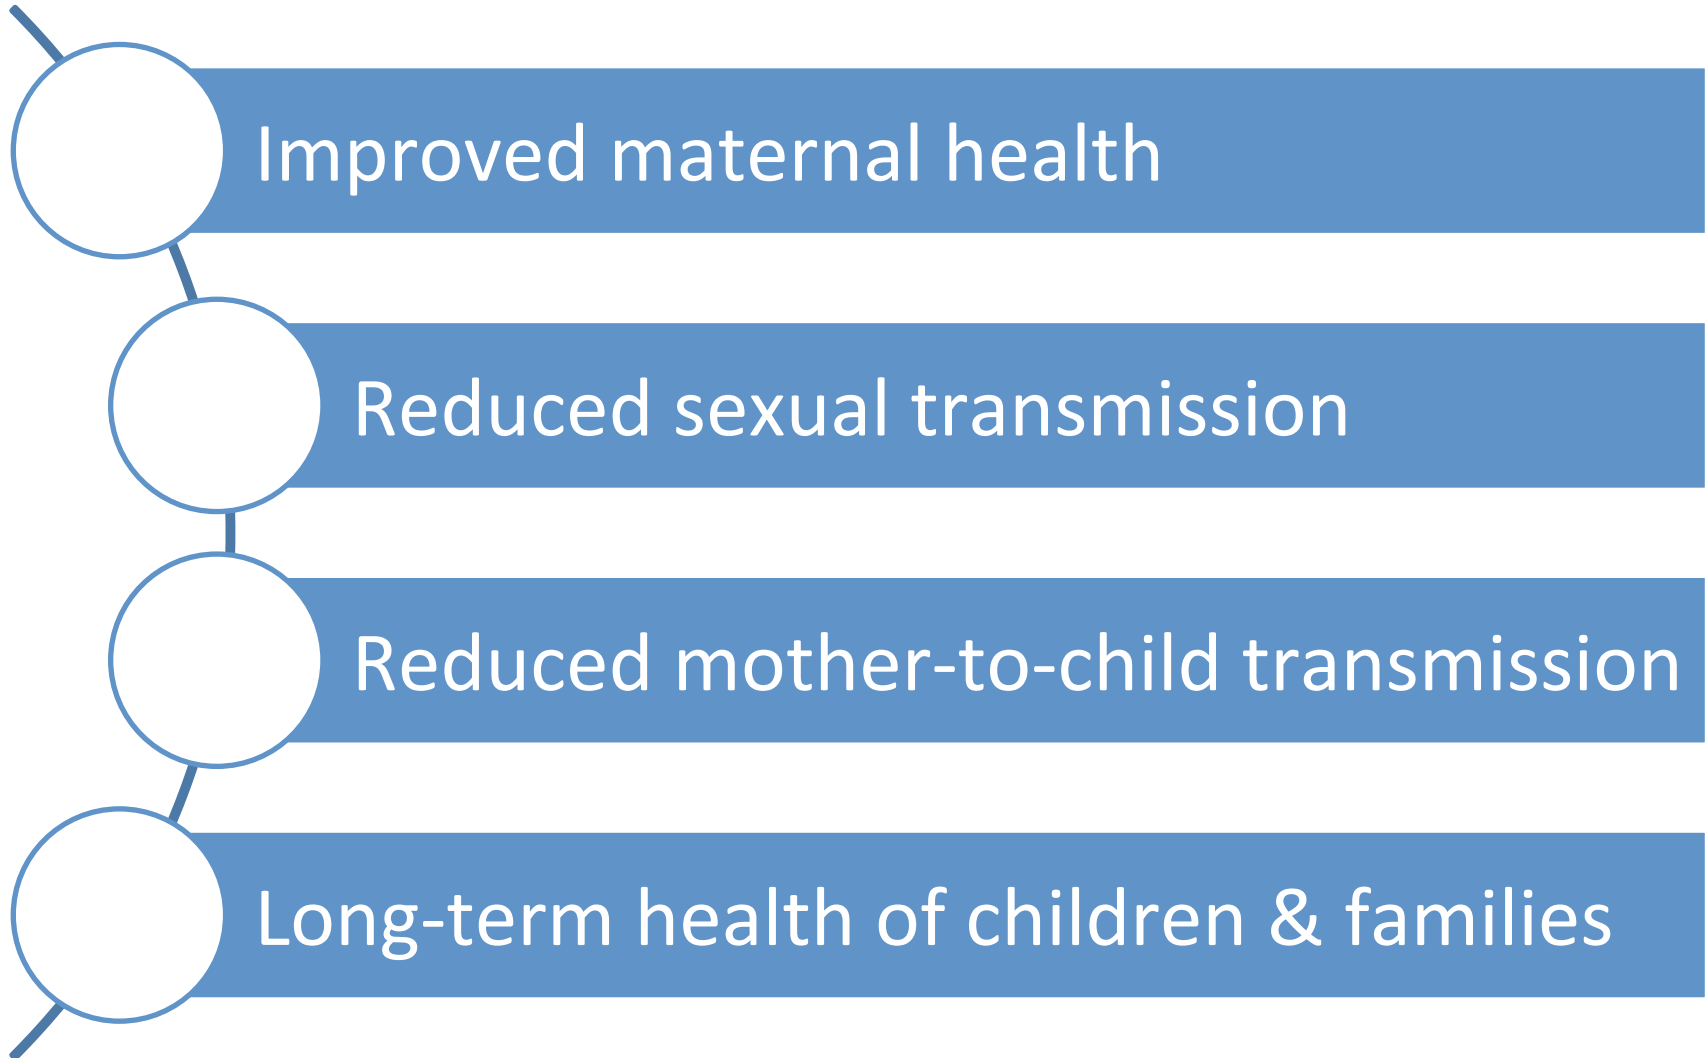 Improved maternal health
Reduced sexual transmission
Reduced mother-to-child transmission
Long-term health of children & families